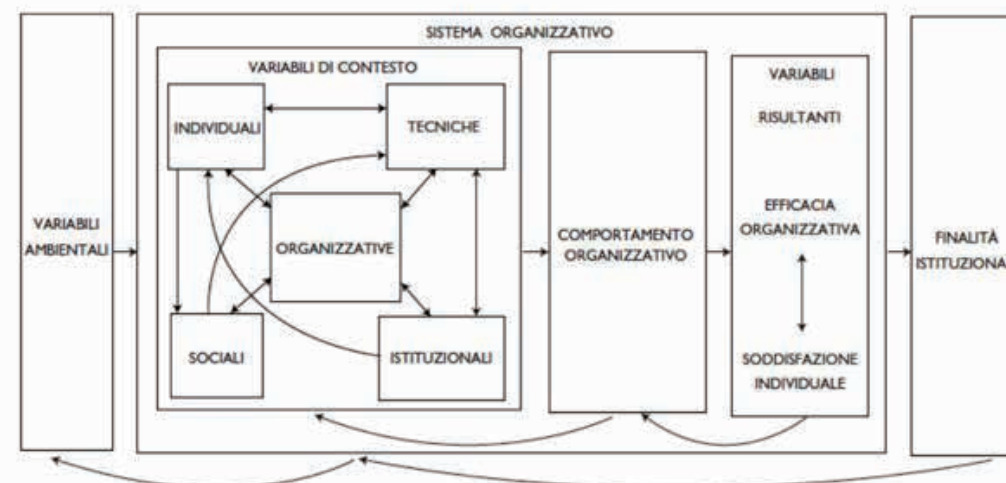 SISTEMA ORGANIZZATIVO
VARIABILI DI CONTESTO
INDIVIDUALI
TECNICHE
ORGANIZZATIVE
SOCIALI
ISTITUZIONALI
VARIABILI
AMBIENTALI
COMPORTAMENTO
ORGANIZZATIVO
VARIABILI
RISULTANTI
EFFICACIA
ORGANIZZATIVA
SODDISFAZIONE
INDIVIDUALE
FINALITÀ
ISTITUZIONA